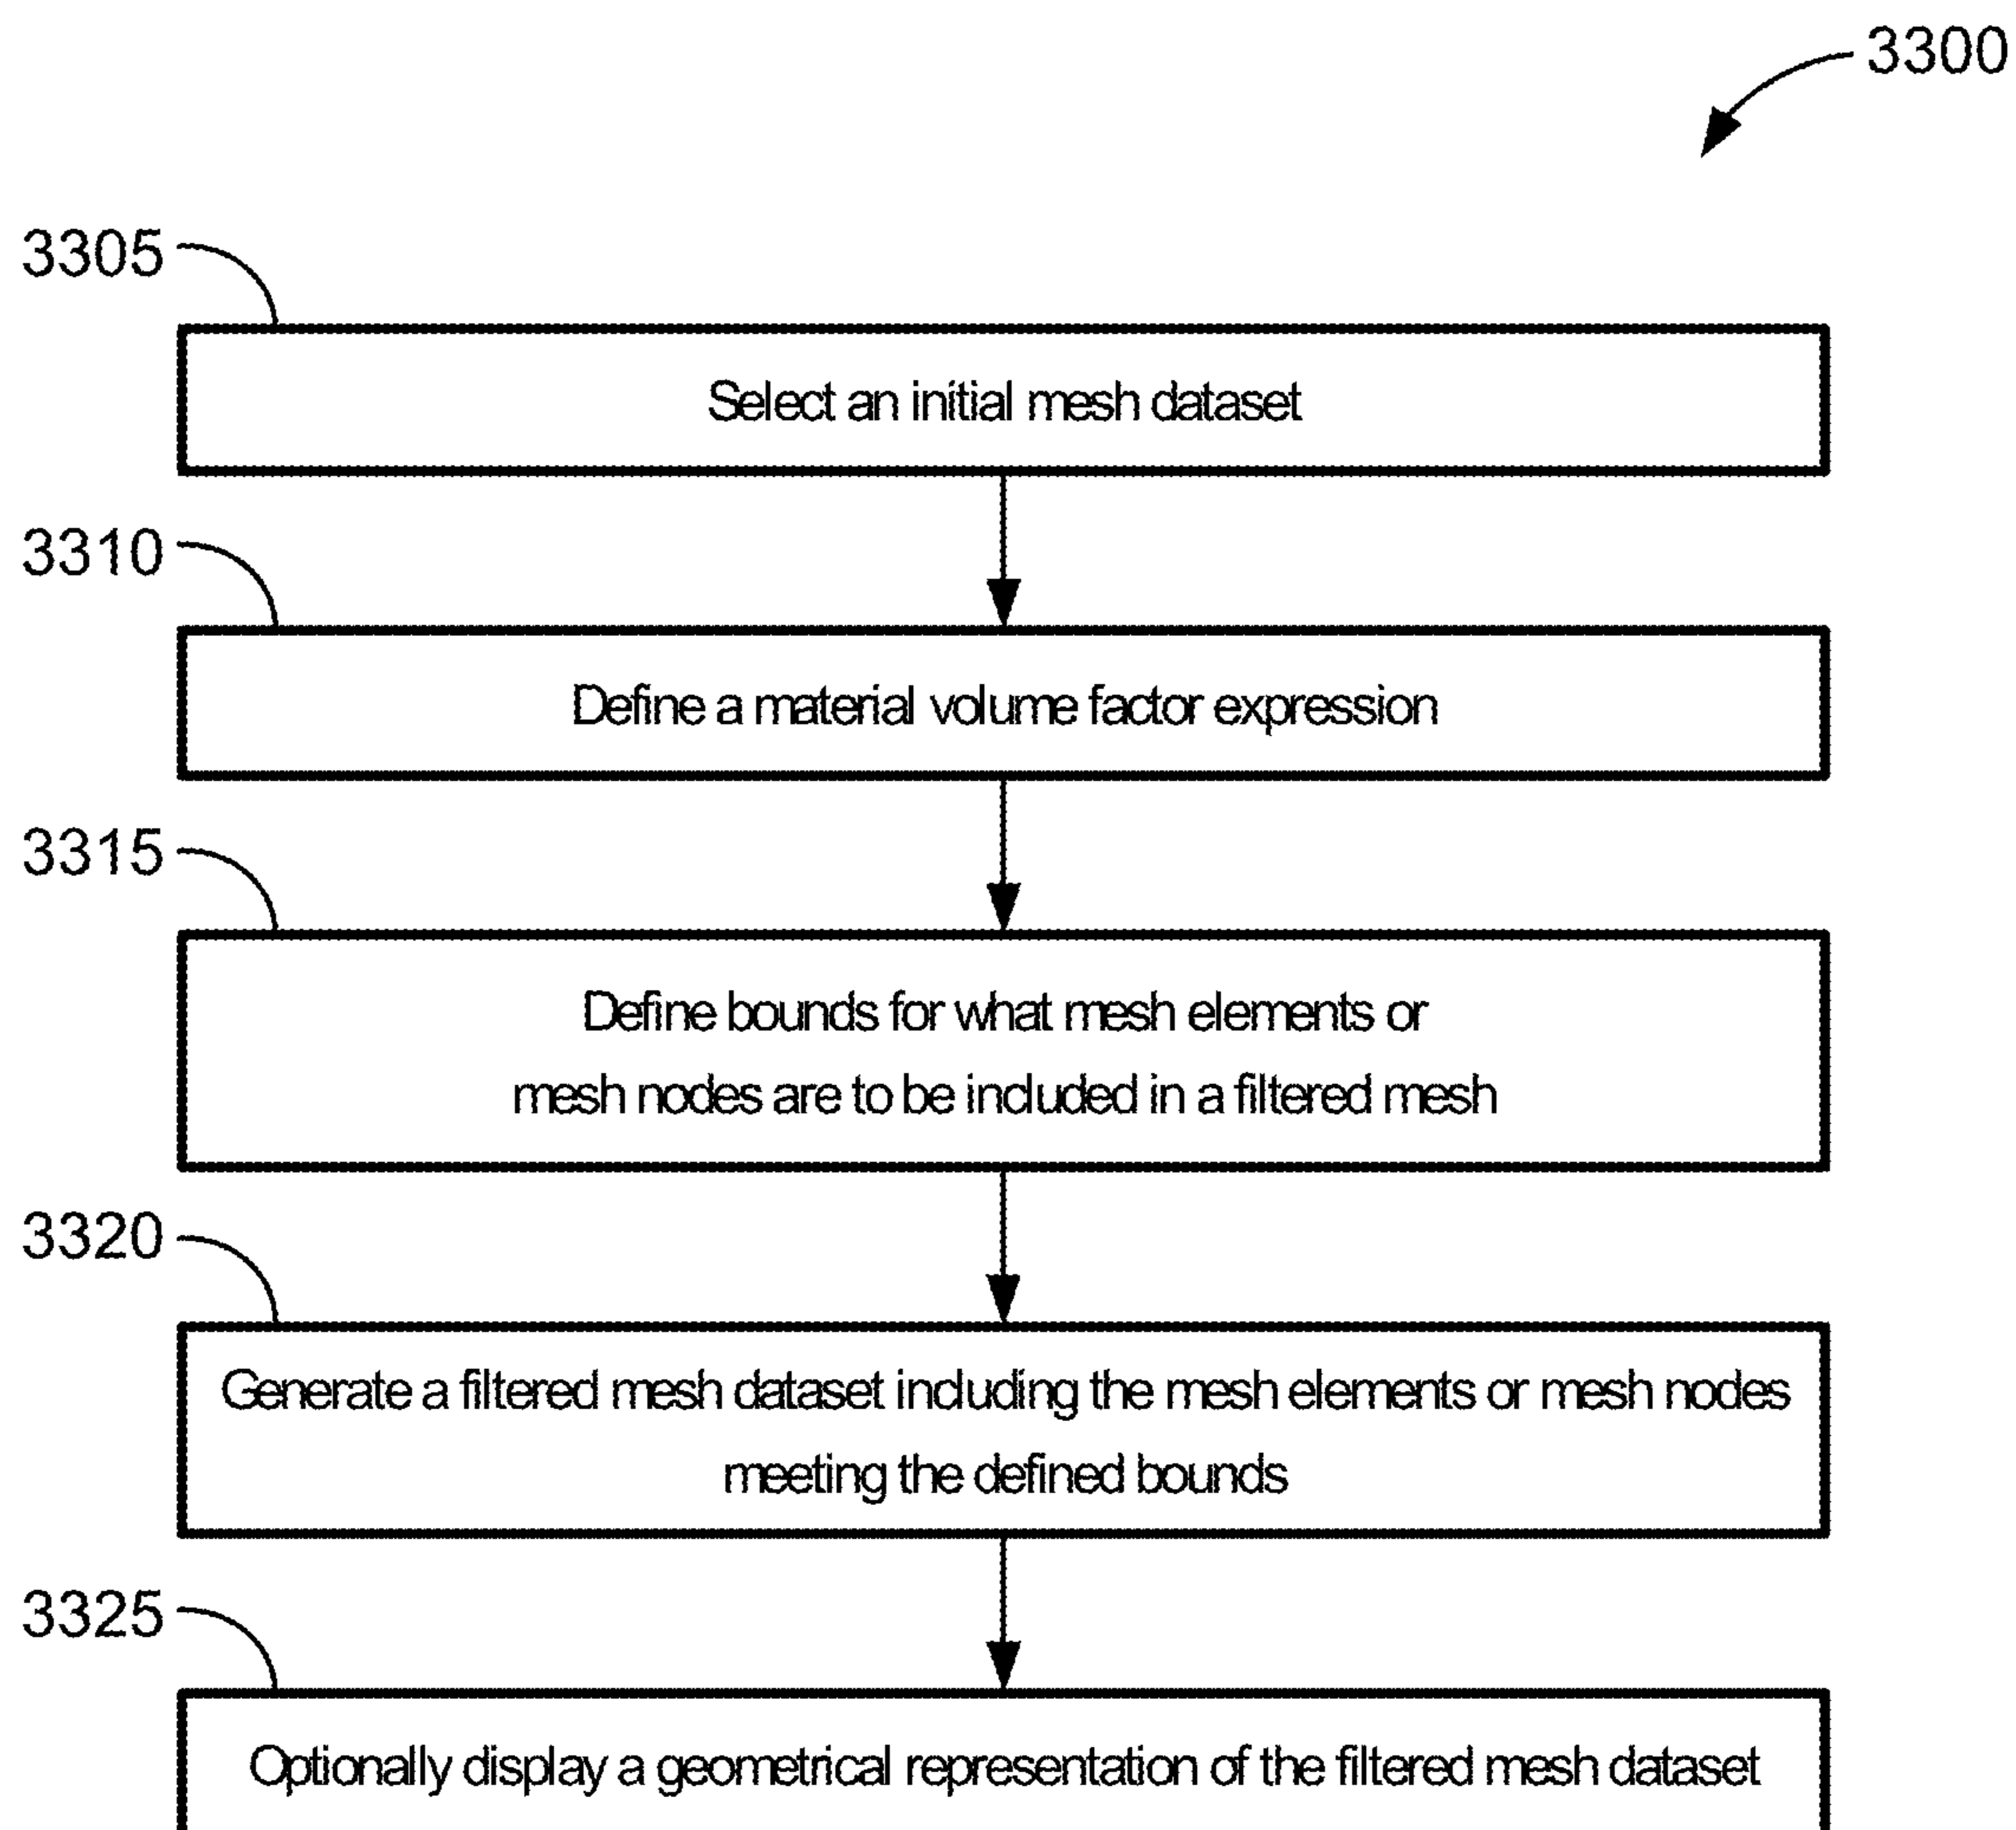 3300
3305
Select an initial mesh dataset
3310
Define a material volume factor expression
3315
Define bounds for what mesh elements or
mesh nodes are to be included in a filtered mesh
3320
Generate a filtered mesh dataset including the mesh elements or mesh nodes
meeting the defined bounds
3325
Optionally display a geometrical representation of the filtered mesh dataset